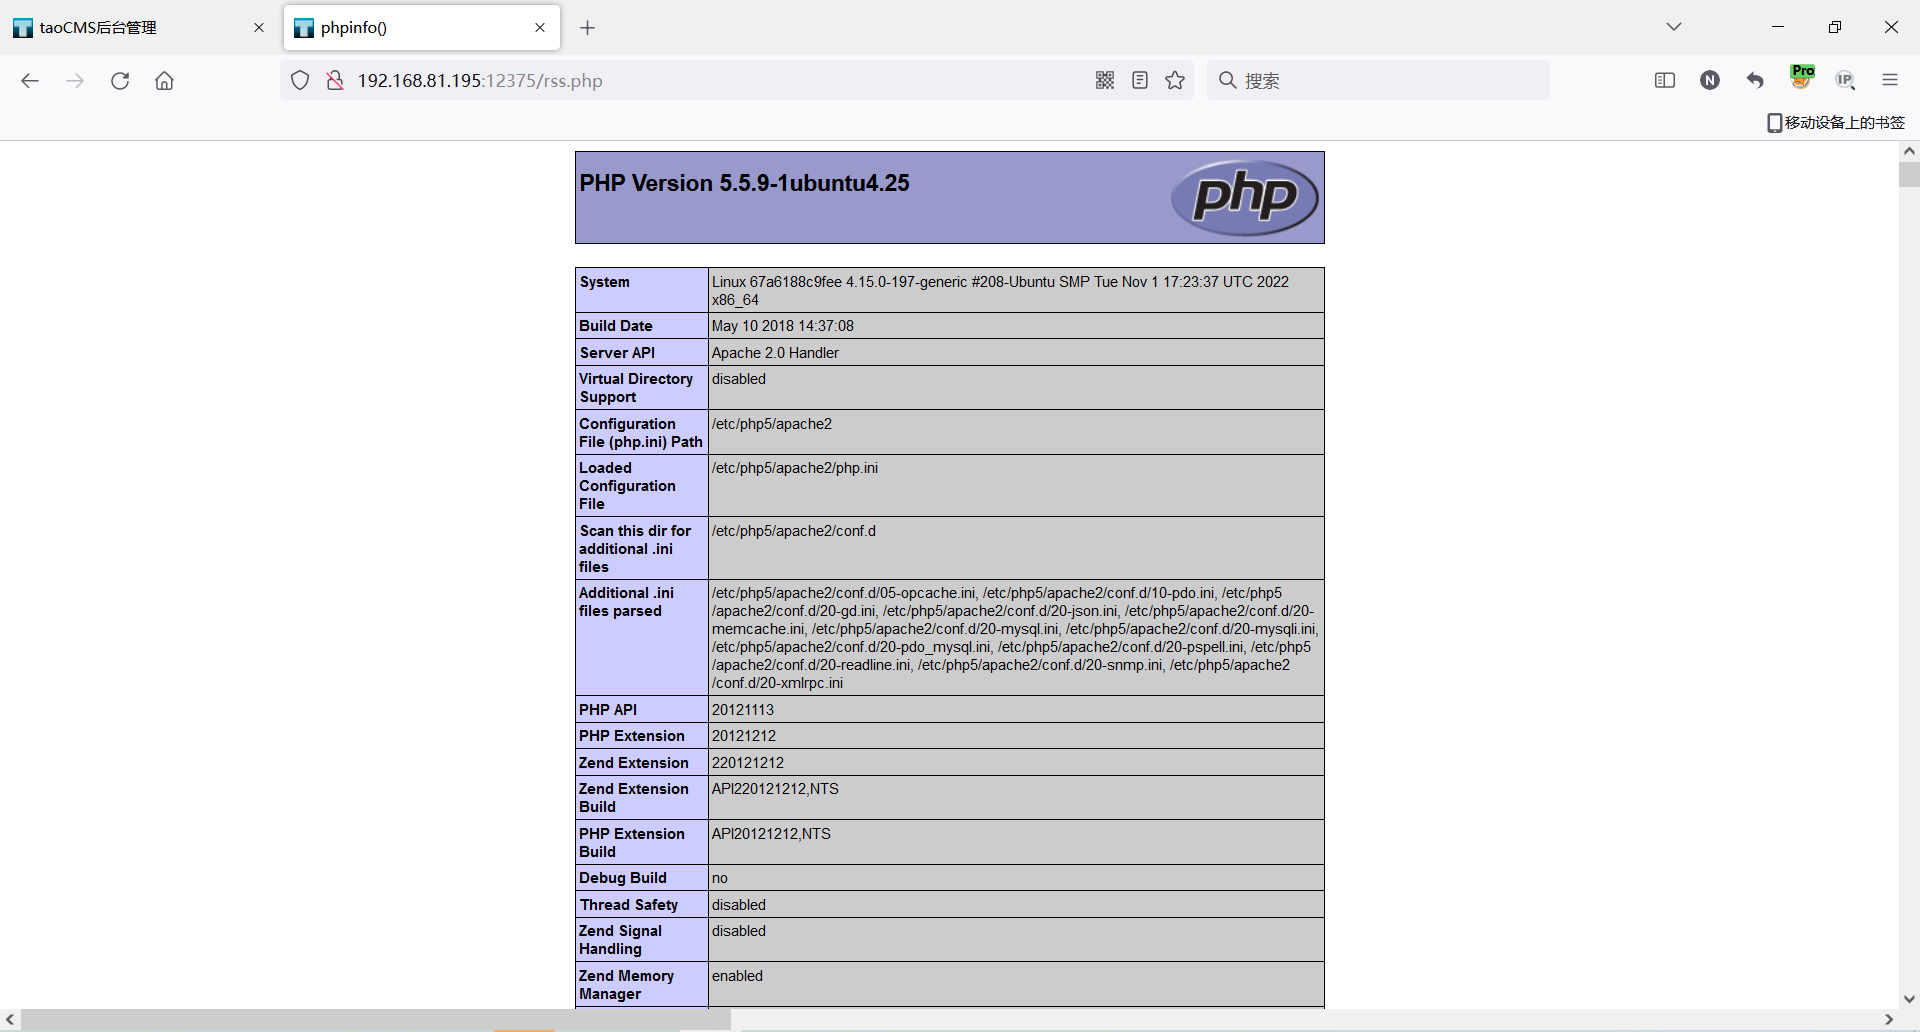 taoCMS后台管理
phpinfo()
192.168.81.195:12375/rss.php
搜索
N
Pro
IP
移动设备上的书签
PHP Version 5.5.9-1ubuntu4.25
php
System
Linux 67a6188c9fee 4.15.0-197-generic #208-Ubuntu SMP Tue Nov 1 17:23:37 UTC 2022
x86_64
Build Date
May 10 2018 14:37:08
Server API
Apache 2.0 Handler
Virtual Directory
Support
disabled
Configuration
File (php.ini) Path
/etc/php5/apache2
Loaded
Configuration
File
/etc/php5/apache2/php.ini
Scan this dir for
additional .ini
files
/etc/php5/apache2/conf.d
Additional .ini
files parsed
/etc/php5/apache2/conf.d/05-opcache.ini, /etc/php5/apache2/conf.d/10-pdo.ini, /etc/php5
/apache2/conf.d/20-gd.ini, /etc/php5/apache2/conf.d/20-json.ini, /etc/php5/apache2/conf.d/20-
memcache.ini, /etc/php5/apache2/conf.d/20-mysql.ini, /etc/php5/apache2/conf.d/20-mysqli.ini,
/etc/php5/apache2/conf.d/20-pdo_mysql.ini, /etc/php5/apache2/conf.d/20-pspell.ini, /etc/php5
/apache2/conf.d/20-readline.ini, /etc/php5/apache2/conf.d/20-snmp.ini, /etc/php5/apache2
/conf.d/20-xmlrpc.ini
PHP API
20121113
PHP Extension
20121212
Zend Extension
220121212
Zend Extension
Build
API220121212,NTS
PHP Extension
Build
API20121212,NTS
Debug Build
no
Thread Safety
disabled
Zend Signal
Handling
disabled
Zend Memory
Manager
enabled